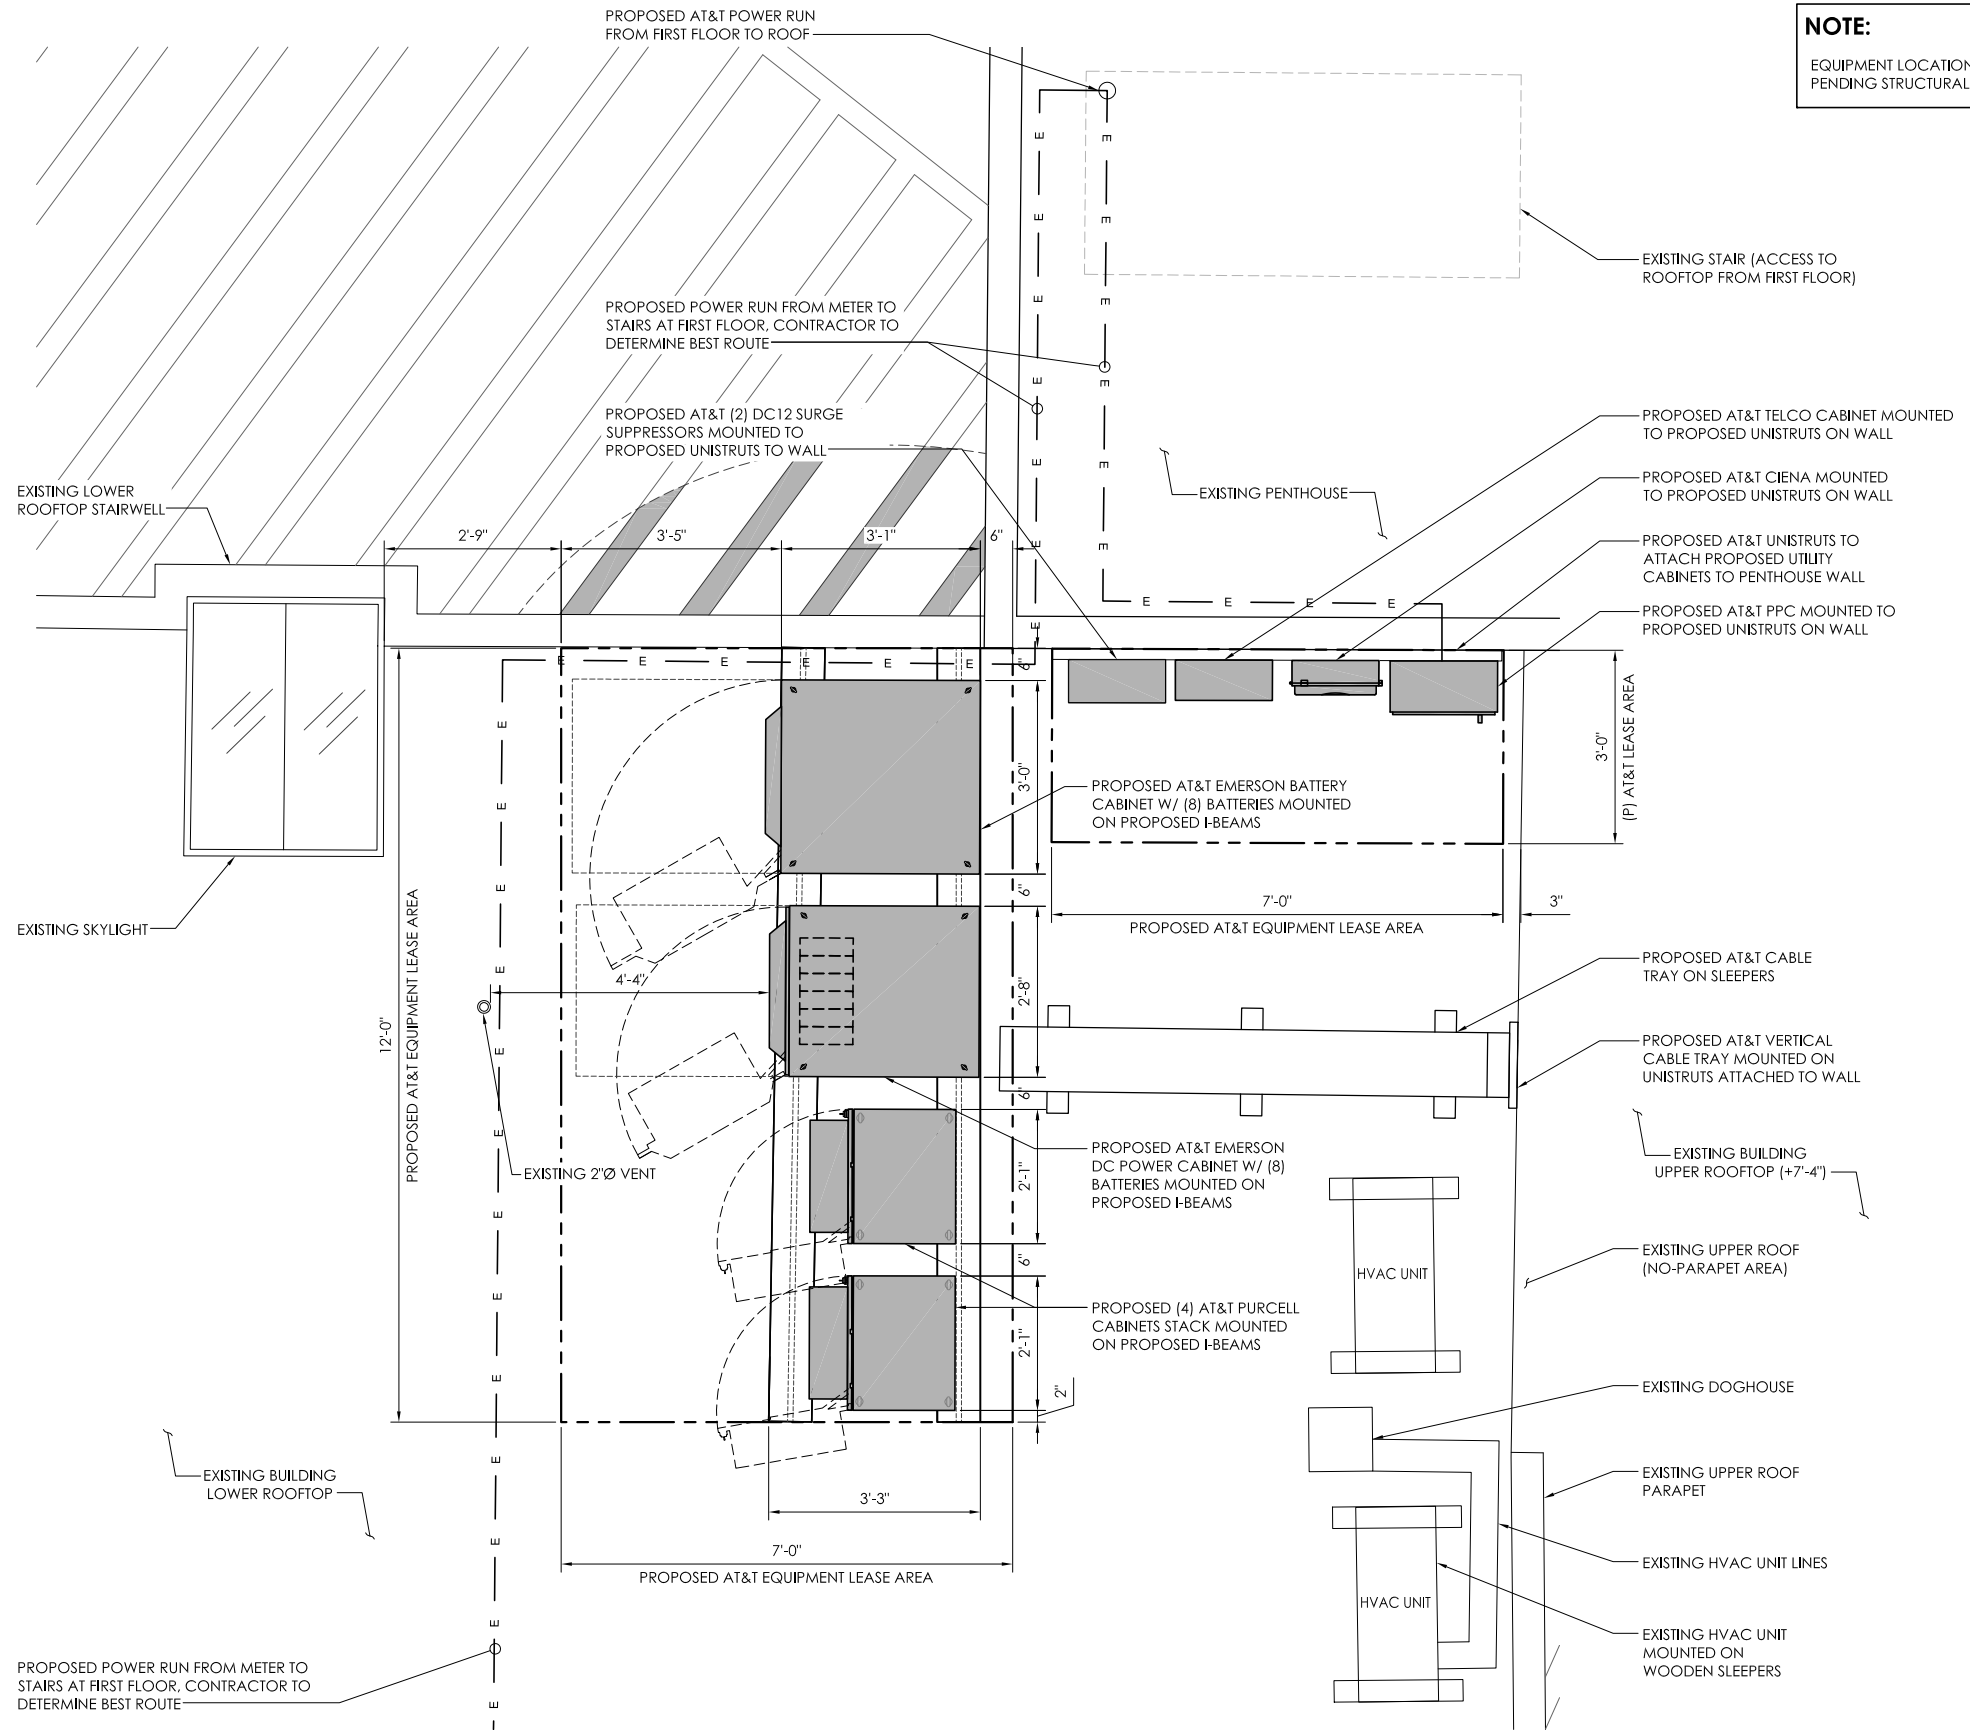 PROPOSED AT&T POWER RUN
FROM FIRST FLOOR TO ROOF
NOTE:
EQUIPMENT LOCATION
PENDING STRUCTURAL
EXISTING STAIR (ACCESS TO
ROOFTOP FROM FIRST FLOOR)
PROPOSED POWER RUN FROM METER TO
STAIRS AT FIRST FLOOR, CONTRACTOR TO
DETERMINE BEST ROUTE
PROPOSED AT&T (2) DC12 SURGE
SUPPRESSORS MOUNTED TO
PROPOSED UNISTRUTS TO WALL
PROPOSED AT&T TELCO CABINET MOUNTED
TO PROPOSED UNISTRUTS ON WALL
PROPOSED AT&T CIENA MOUNTED
TO PROPOSED UNISTRUTS ON WALL
EXISTING PENTHOUSE
EXISTING LOWER
ROOFTOP STAIRWELL
2'-9"
3'-5"
3'-1"
6"
PROPOSED AT&T UNISTRUTS TO
ATTACH PROPOSED UTILITY
CABINETS TO PENTHOUSE WALL
PROPOSED AT&T PPC MOUNTED TO
PROPOSED UNISTRUTS ON WALL
E E E E E E E E E E E E E E E E E E E E E E E E E E E E E E E E E E
6"
3'-0"
3'-0"
(P) AT&T LEASE AREA
PROPOSED AT&T EMERSON BATTERY
CABINET W/ (8) BATTERIES MOUNTED
ON PROPOSED I-BEAMS
6"
7'-0"
3"
PROPOSED AT&T EQUIPMENT LEASE AREA
EXISTING SKYLIGHT
12'-0"
PROPOSED AT&T EQUIPMENT LEASE AREA
4'-4"
2'-8"
PROPOSED AT&T CABLE
TRAY ON SLEEPERS
PROPOSED AT&T VERTICAL
CABLE TRAY MOUNTED ON
UNISTRUTS ATTACHED TO WALL
6"
EXISTING 2"Ø VENT
2'-1"
PROPOSED AT&T EMERSON
DC POWER CABINET W/ (8)
BATTERIES MOUNTED ON
PROPOSED I-BEAMS
EXISTING BUILDING
UPPER ROOFTOP (+7'-4")
6"
HVAC UNIT
EXISTING UPPER ROOF
(NO-PARAPET AREA)
2'-1"
PROPOSED (4) AT&T PURCELL
CABINETS STACK MOUNTED
ON PROPOSED I-BEAMS
2"
EXISTING DOGHOUSE
EXISTING BUILDING
LOWER ROOFTOP
EXISTING UPPER ROOF
PARAPET
3'-3"
7'-0"
PROPOSED AT&T EQUIPMENT LEASE AREA
EXISTING HVAC UNIT LINES
HVAC UNIT
EXISTING HVAC UNIT
MOUNTED ON
WOODEN SLEEPERS
PROPOSED POWER RUN FROM METER TO
STAIRS AT FIRST FLOOR, CONTRACTOR TO
DETERMINE BEST ROUTE